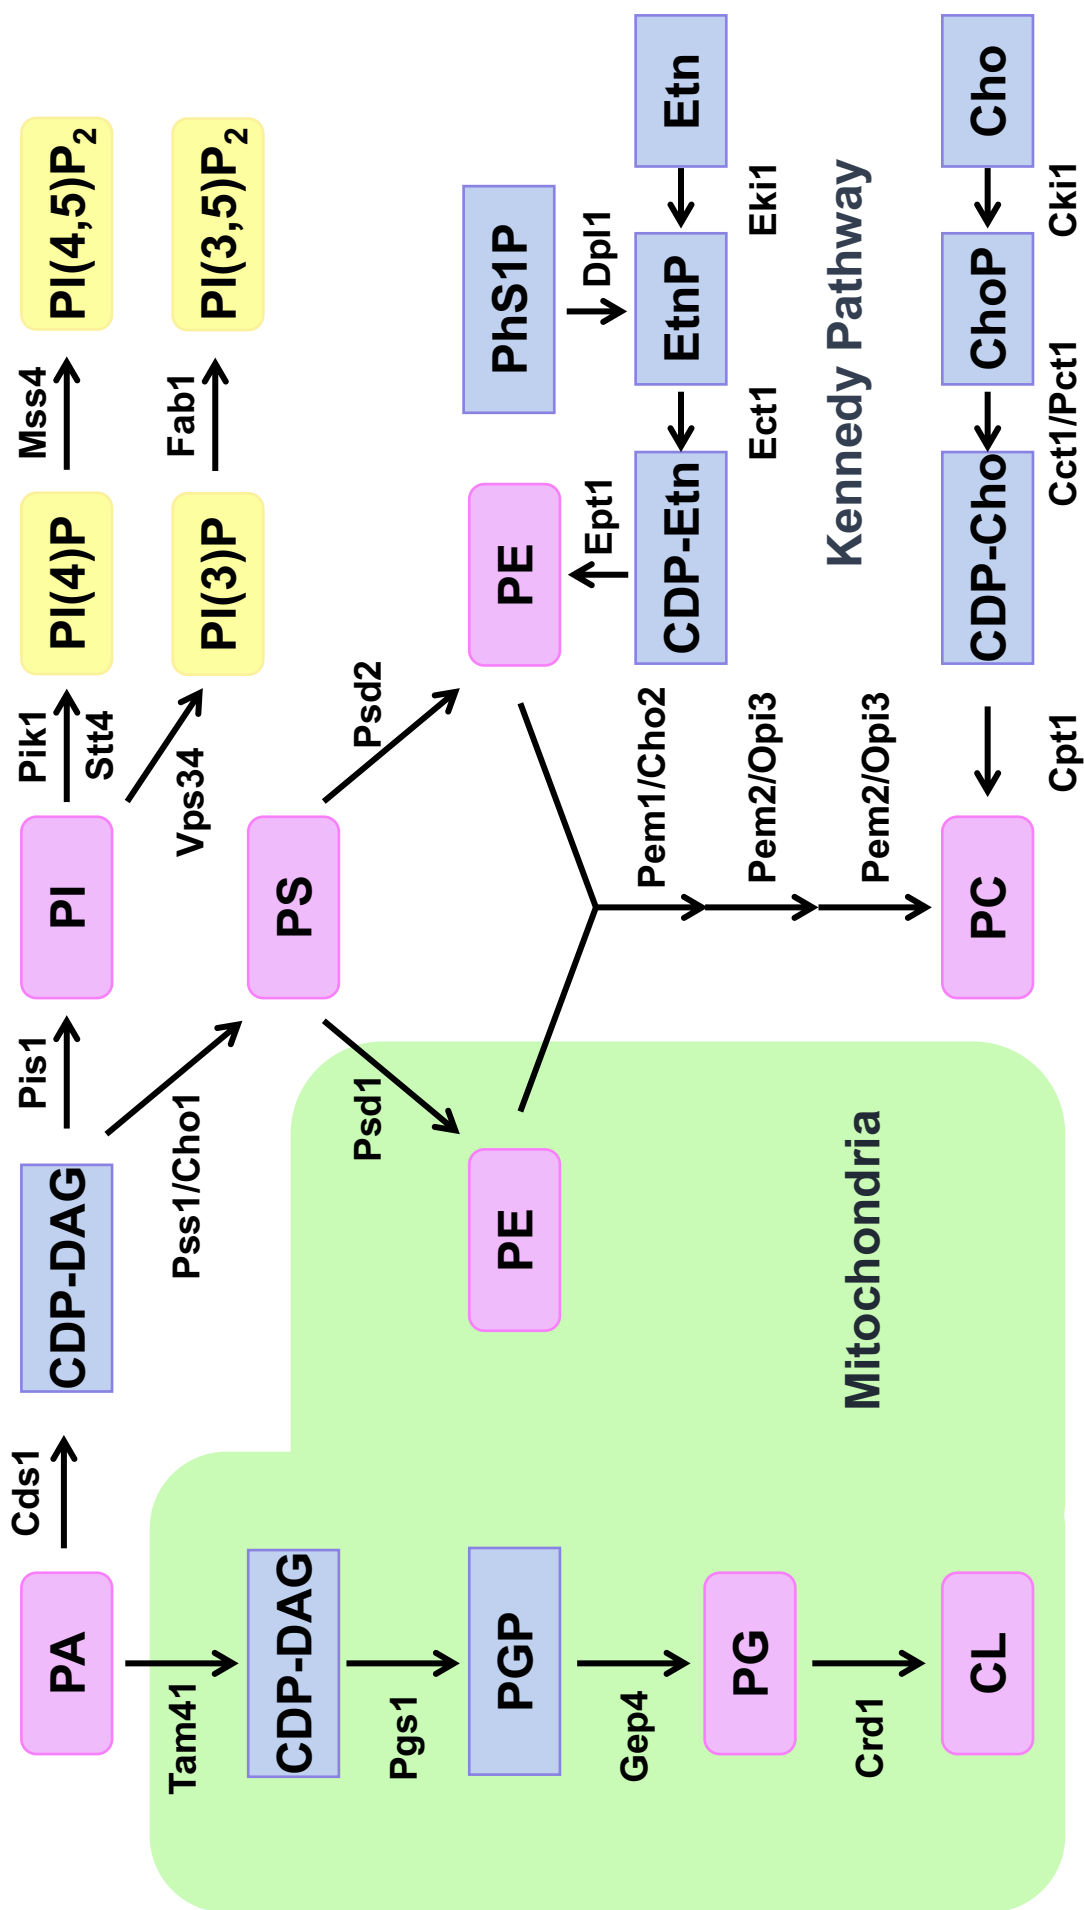 PA
Cds1
CDP-DAG
Pis1
PI
Pik1
Stt4
PI(4)P
Mss4
PI(4,5)P2
Vps34
PI(3)P
Fab1
PI(3,5)P2
Tam41
CDP-DAG
Pss1/Cho1
PS
Pgs1
Psd1
Psd2
PGP
PE
PE
PhS1P
Ept1
Dpl1
Gep4
Pem1/Cho2
CDP-Etn
EtnP
Etn
PG
Pem2/Opi3
Ect1
Eki1
Crd1
Mitochondria
Pem2/Opi3
Kennedy Pathway
CL
PC
CDP-Cho
ChoP
Cho
Cpt1
Cct1/Pct1
Cki1